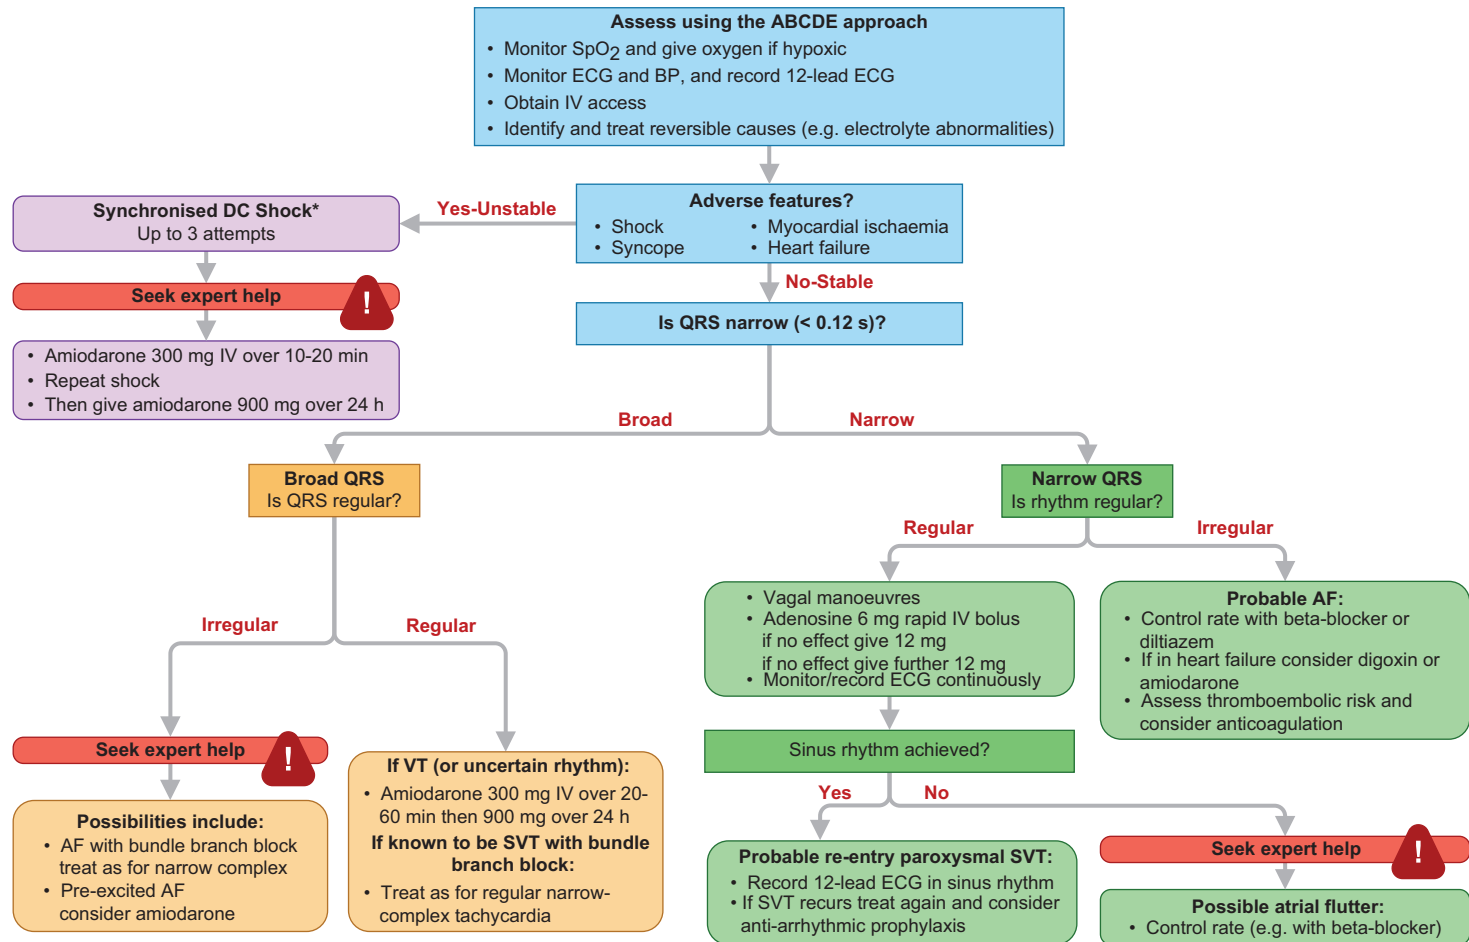 Assess using the ABCDE approach
• Monitor SpO2 and give oxygen if hypoxic
• Monitor ECG and BP, and record 12-lead ECG
• Obtain IV access
• Identify and treat reversible causes (e.g. electrolyte abnormalities)
Adverse features?
• Shock
• Syncope
• Myocardial ischaemia
• Heart failure
Yes-Unstable
Synchronised DC Shock*
Up to 3 attempts
Seek expert help
!
• Amiodarone 300 mg IV over 10-20 min
• Repeat shock
• Then give amiodarone 900 mg over 24 h
No-Stable
Is QRS narrow (< 0.12 s)?
Broad
Narrow
Broad QRS
Is QRS regular?
Irregular
Regular
Seek expert help
!
Possibilities include:
• AF with bundle branch block
treat as for narrow complex
• Pre-excited AF
consider amiodarone
If VT (or uncertain rhythm):
• Amiodarone 300 mg IV over 20-
60 min then 900 mg over 24 h
If known to be SVT with bundle
branch block:
• Treat as for regular narrow-
complex tachycardia
Narrow QRS
Is rhythm regular?
Regular
Irregular
• Vagal manoeuvres
• Adenosine 6 mg rapid IV bolus
if no effect give 12 mg
if no effect give further 12 mg
• Monitor/record ECG continuously
Probable AF:
• Control rate with beta-blocker or
diltiazem
• If in heart failure consider digoxin or
amiodarone
• Assess thromboembolic risk and
consider anticoagulation
Sinus rhythm achieved?
Yes
No
Probable re-entry paroxysmal SVT:
• Record 12-lead ECG in sinus rhythm
• If SVT recurs treat again and consider
anti-arrhythmic prophylaxis
Seek expert help
!
Possible atrial flutter:
• Control rate (e.g. with beta-blocker)